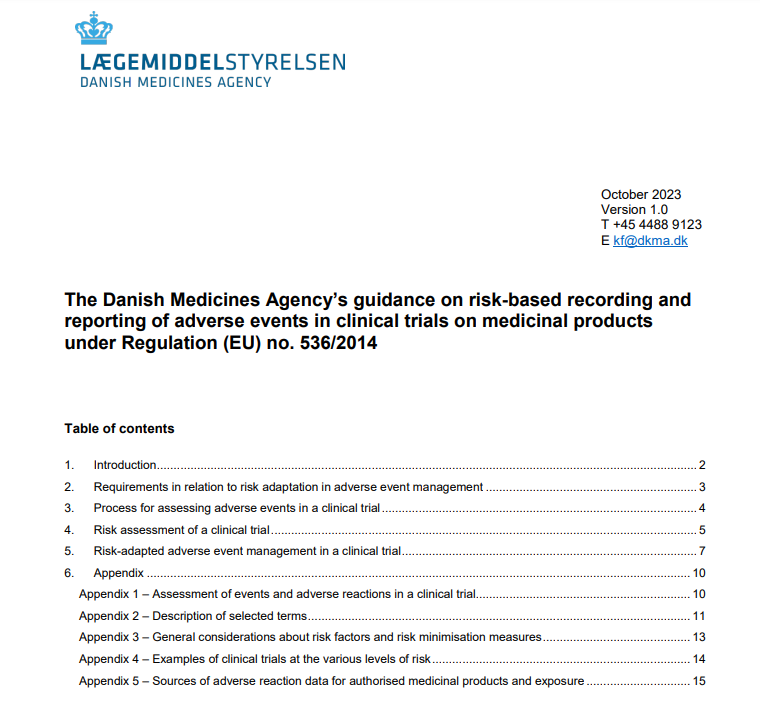 LÆGEMIDDELSTYRELSEN
DANISH MEDICINES AGENCY
October 2023
Version 1.0
T +45 4488 9123
E kf@dkma.dk
The Danish Medicines Agency’s guidance on risk-based recording and
reporting of adverse events in clinical trials on medicinal products
under Regulation (EU) no. 536/2014
Table of contents
1. Introduction 2
2. Requirements in relation to risk adaptation in adverse event management 3
3. Process for assessing adverse events in a clinical trial 4
4. Risk assessment of a clinical trial 5
5. Risk-adapted adverse event management in a clinical trial 7
6. Appendix 10
Appendix 1 – Assessment of events and adverse reactions in a clinical trial 10
Appendix 2 – Description of selected terms 11
Appendix 3 – General considerations about risk factors and risk minimisation measures 13
Appendix 4 – Examples of clinical trials at the various levels of risk 14
Appendix 5 – Sources of adverse reaction data for authorised medicinal products and exposure 15